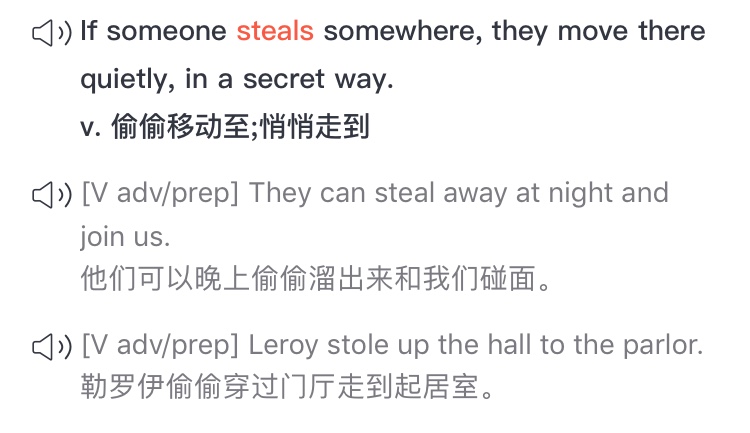 If someone steals somewhere, they move there
quietly, in a secret way.
v. 偷偷移动至;悄悄走到
[V adv/prep] They can steal away at night and
join us.
他们可以晚上偷偷溜出来和我们碰面。
[V adv/prep] Leroy stole up the hall to the parlor.
勒罗伊偷偷穿过门厅走到起居室。